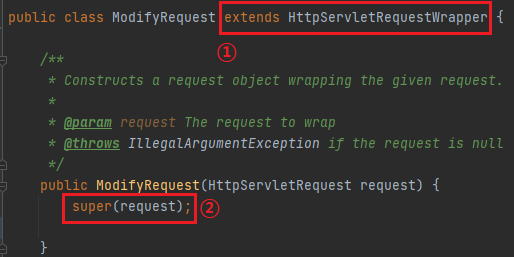 public class ModifyRequest extends HttpServletRequestWrapper {
①
/**
* Constructs a request object wrapping the given request.
*
* @param request The request to wrap
* @throws IllegalArgumentException if the request is null
*/
public ModifyRequest(HttpServletRequest request) {
super(request); ②
}